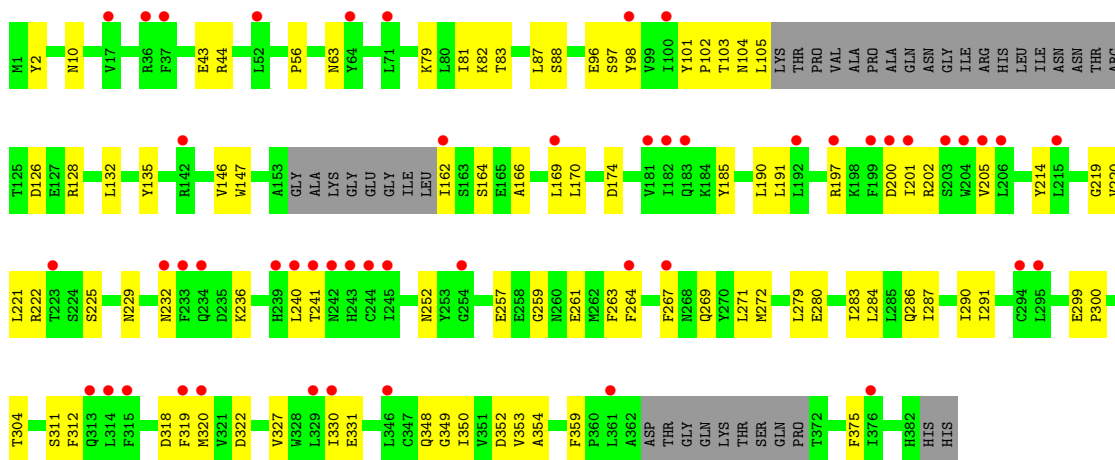 M1 Y2 N10 V17 R36 F37 E43 R44 L52 P56 N63 Y64 L71 K79 L80 I81 K82 T83 L87 S88 E96 S97 Y98 V99 I100 Y101 P102 T103 N104 L105 LYS THR PRO VAL ALA PRO ALA GLN ASN GLY ILE ARG HIS LEU ILE ASN ASN THR ARG
T125 D126 E127 R128 L132 Y135 R142 V146 W147 A153 GLY ALA LYS GLY GLU GLY ILE LEU I162 S163 S164 E165 A166 L169 L170 D174 V181 I182 Q183 K184 Y185 L190 L191 L192 R197 K198 F199 D200 I201 R202 S203 W204 V205 L206 Y214 L215 G219 V220
L221 R222 T223 S224 S225 N229 N232 F233 Q234 D235 K236 H239 L240 T241 N242 H243 C244 I245 N252 Y253 G254 E257 E258 G259 N260 E261 M262 F263 F264 F267 N268 Q269 Y270 L271 M272 L279 E280 I283 L284 L285 Q286 I287 I290 I291 C294 L295 E299 P300
T304 S311 F312 Q313 L314 F315 D318 F319 M320 V321 D322 V327 W328 L329 I330 E331 L346 C347 Q348 G349 I350 V351 D352 V353 A354 F359 P360 L361 A362 ASP THR GLY GLN LYS THR SER GLN PRO T372 F375 I376 H382 HIS HIS